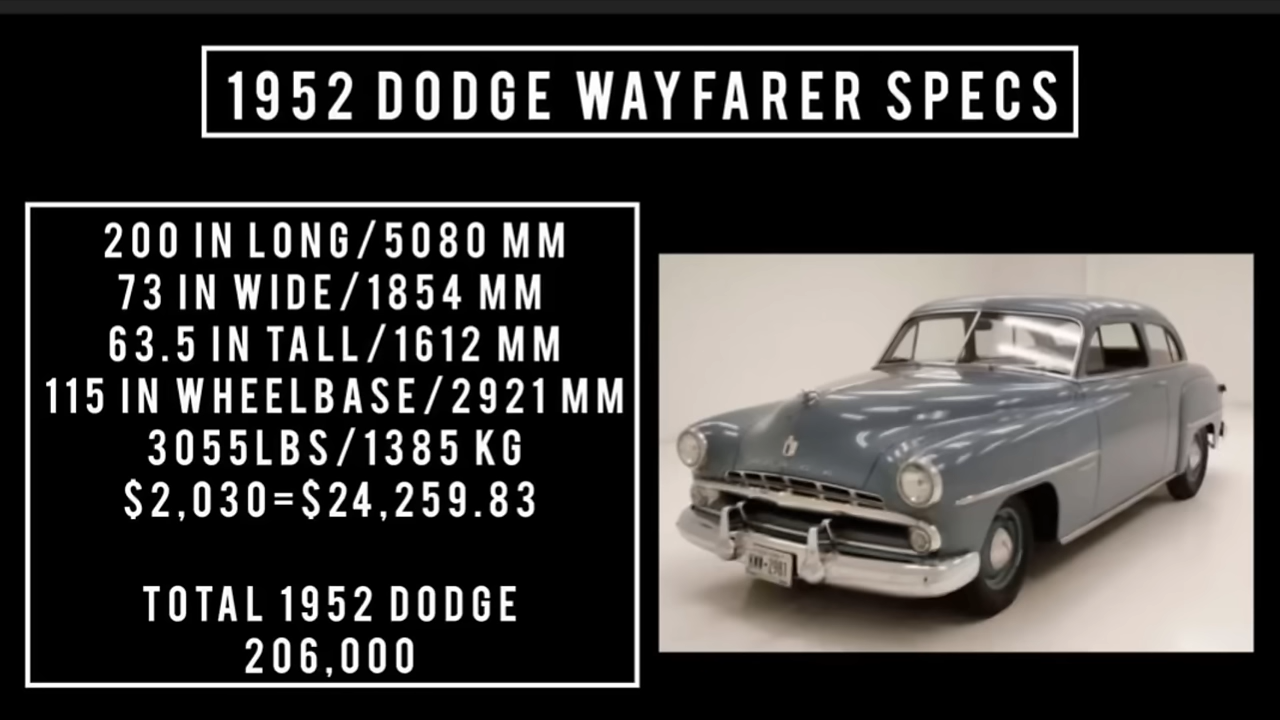 1952 DODGE WAYFARER SPECS
200 IN LONG/5080 MM
73 IN WIDE/1854 MM
63.5 IN TALL/1612 MM
115 IN WHEELBASE/2921 MM
3055LBS/1385 KG
$2,030=$24,259.83
TOTAL 1952 DODGE
206,000